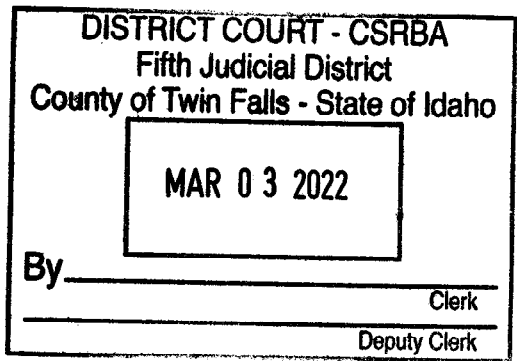 DISTRICT COURT - CSRBA
Fifth Judicial District
County of Twin Falls - State of Idaho
MAR 03 2022
By
Clerk
Deputy Clerk